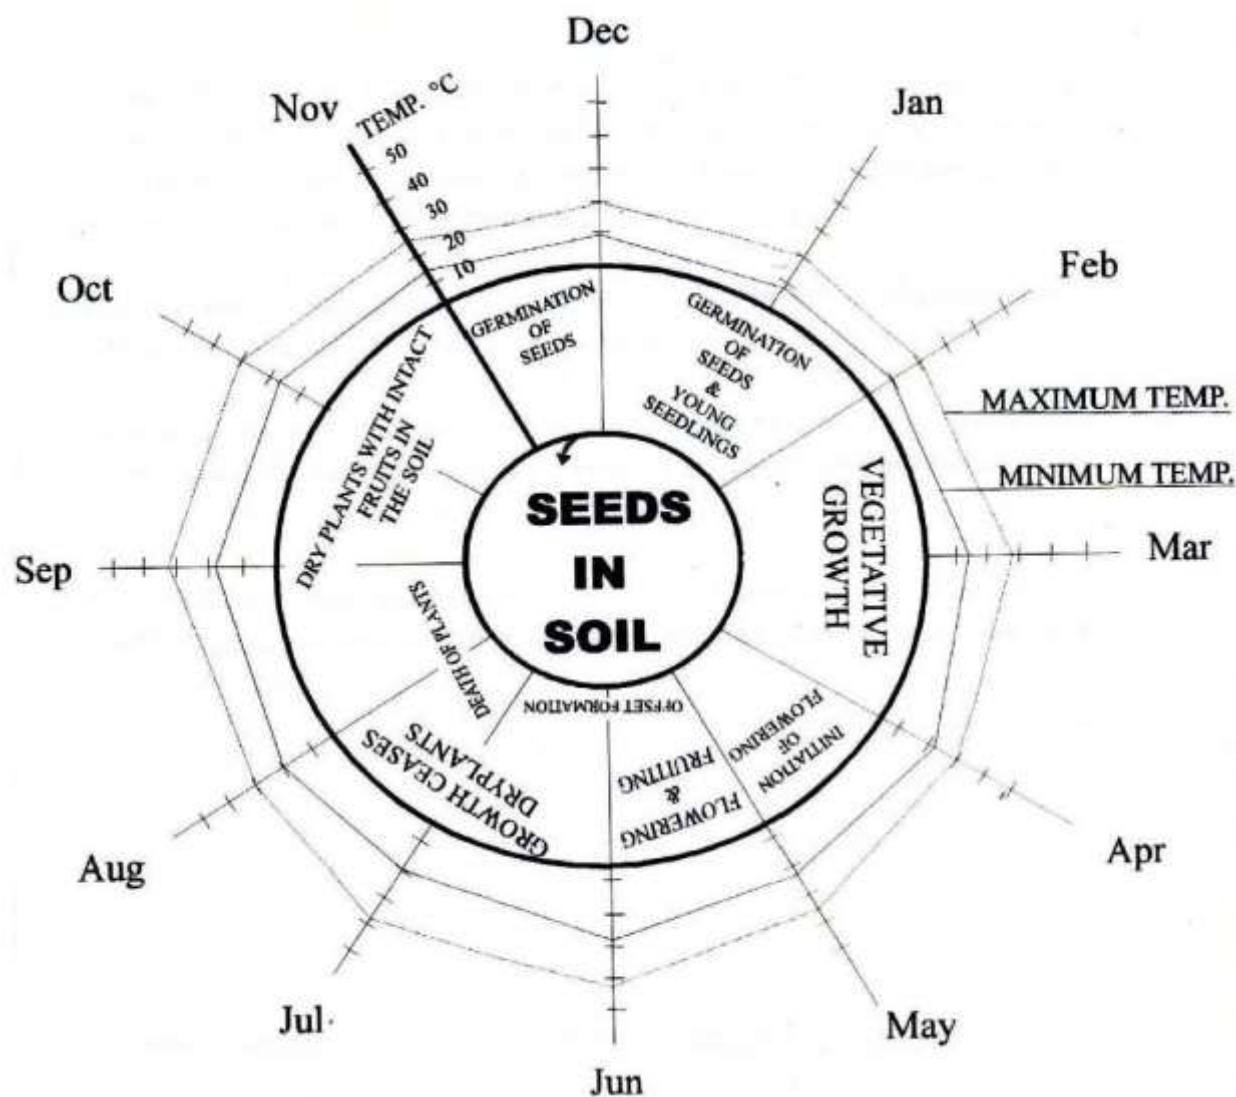 Dec
Jan
Feb
MAXIMUM TEMP.
MINIMUM TEMP.
Mar
Apr
May
Jun
Jul
Aug
Sep
Oct
Nov
TEMP. °C
50
40
30
20
10
GERMINATION
OF
SEEDS
GERMINATION
OF
SEEDS
&
YOUNG
SEEDLINGS
VEGETATIVE
GROWTH
INITIATION
OF
FLOWERING
FLOWERING
&
FRUITING
OFFSET FORMATION
GROWTH CEASES
DRYPLANTS
DEATH OF PLANTS
DRY PLANTS WITH INTACT
FRUITS IN
THE SOIL
SEEDS
IN
SOIL